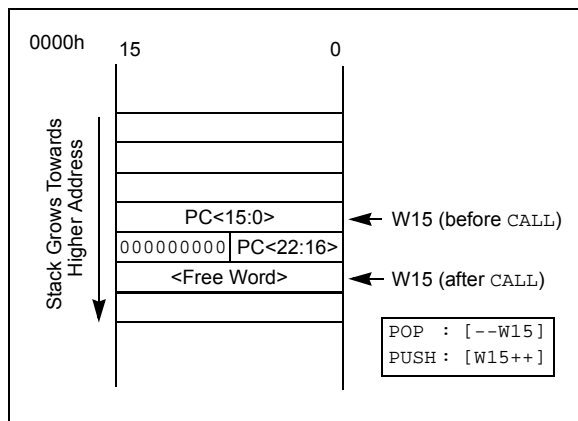 0000h
15 0
Stack Grows Towards
Higher Address
PC<15:0>
W15 (before CALL)
000000000 PC<22:16>
<Free Word>
W15 (after CALL)
POP : [--W15]
PUSH : [W15++]